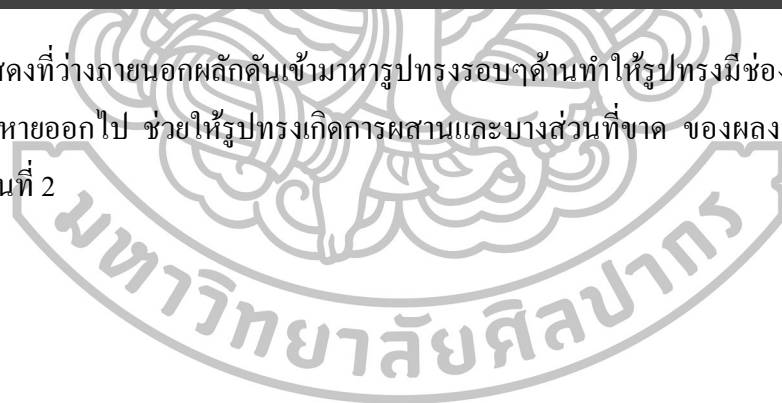 สดงที่ว่างภายนอกผลักดันเข้ามาหารูปทรงรอบๆด้านทำให้รูปทรงมีช่อง
หายออกไป ช่วยให้รูปทรงเกิดการผสานและบางส่วนที่ขาด ของผลง
นที่ 2
มหาวิทยาลัยศิลปากร